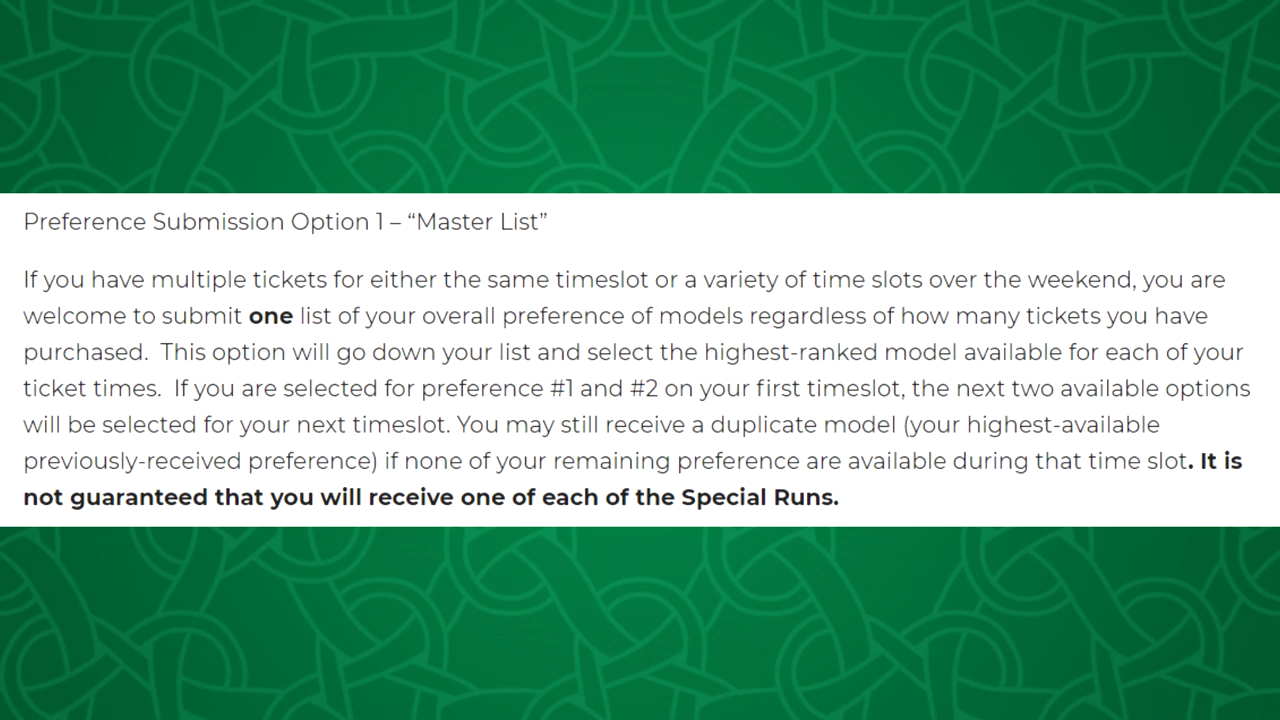 Preference Submission Option 1 – “Master List”
If you have multiple tickets for either the same timeslot or a variety of time slots over the weekend, you are
welcome to submit one list of your overall preference of models regardless of how many tickets you have
purchased.  This option will go down your list and select the highest-ranked model available for each of your
ticket times.  If you are selected for preference #1 and #2 on your first timeslot, the next two available options
will be selected for your next timeslot. You may still receive a duplicate model (your highest-available
previously-received preference) if none of your remaining preference are available during that time slot. It is
not guaranteed that you will receive one of each of the Special Runs.